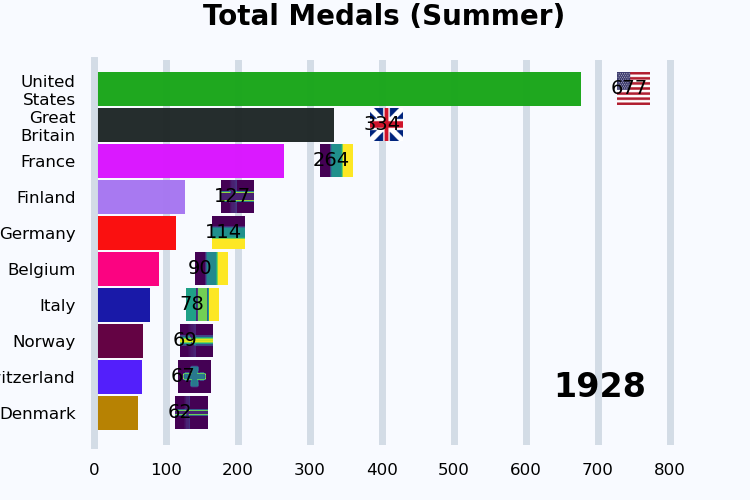 Total Medals (Summer)
United
States
677
Great
Britain
334
France
264
Finland
127
Germany
114
Belgium
90
Italy
78
Norway
69
itzerland
67
Denmark
62
1928
0 100 200 300 400 500 600 700 800